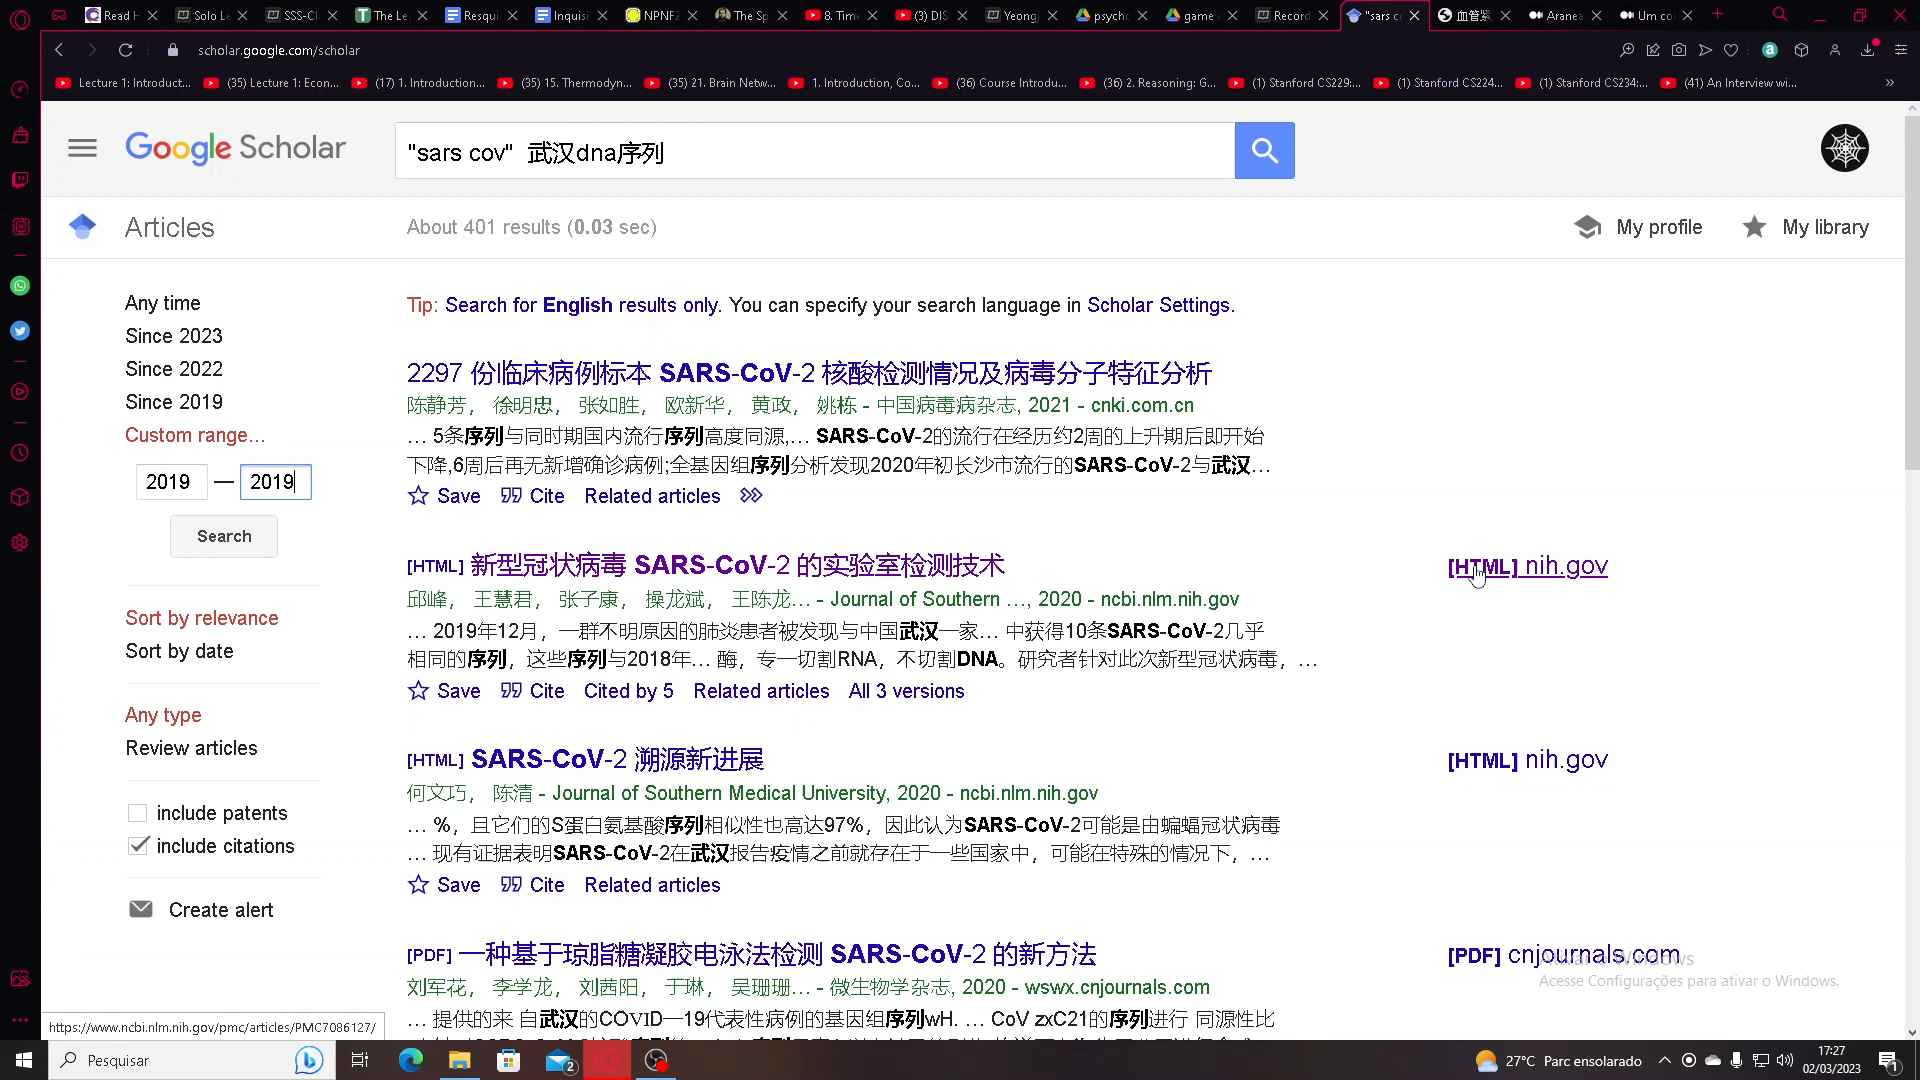 Read H
Solo Le
SSS-Cl
The Le
Resqui
Inquisi
NPNF2
The Sp
8. Time
(3) DIS
Yeongj
psycho
game
Record
"sars c
血管紧
Aranea
Um co
scholar.google.com/scholar
Lecture 1: Introduct...
(35) Lecture 1: Econ...
(17) 1. Introduction...
(35) 15. Thermodyn...
(35) 21. Brain Netw...
1. Introduction, Co...
(36) Course Introdu...
(36) 2. Reasoning: G...
(1) Stanford CS229:...
(1) Stanford CS224...
(1) Stanford CS234:...
(41) An Interview wi...
Google Scholar
"sars cov" 武汉dna序列
Articles
About 401 results (0.03 sec)
My profile
My library
Any time
Since 2023
Since 2022
Since 2019
Custom range...
2019 — 2019
Search
Sort by relevance
Sort by date
Any type
Review articles
include patents
include citations
Create alert
Tip: Search for English results only. You can specify your search language in Scholar Settings.
2297 份临床病例标本 SARS-CoV-2 核酸检测情况及病毒分子特征分析
陈静芳， 徐明忠， 张如胜， 欧新华， 黄政， 姚栋 - 中国病毒病杂志, 2021 - cnki.com.cn
… 5条序列与同时期国内流行序列高度同源,… SARS-CoV-2的流行在经历约2周的上升期后即开始
下降,6周后再无新增确诊病例;全基因组序列分析发现2020年初长沙市流行的SARS-CoV-2与武汉…
Save Cite Related articles
[HTML] 新型冠状病毒 SARS-CoV-2 的实验室检测技术
[HTML] nih.gov
邱峰， 王慧君， 张子康， 操龙斌， 王陈龙… - Journal of Southern …, 2020 - ncbi.nlm.nih.gov
… 2019年12月，一群不明原因的肺炎患者被发现与中国武汉一家… 中获得10条SARS-CoV-2几乎
相同的序列，这些序列与2018年… 酶，专一切割RNA，不切割DNA。研究者针对此次新型冠状病毒，…
Save Cite Cited by 5 Related articles All 3 versions
[HTML] SARS-CoV-2 溯源新进展
[HTML] nih.gov
何文巧， 陈清 - Journal of Southern Medical University, 2020 - ncbi.nlm.nih.gov
… %，且它们的S蛋白氨基酸序列相似性也高达97%，因此认为SARS-CoV-2可能是由蝙蝠冠状病毒
… 现有证据表明SARS-CoV-2在武汉报告疫情之前就存在于一些国家中，可能在特殊的情况下，…
Save Cite Related articles
[PDF] 一种基于琼脂糖凝胶电泳法检测 SARS-CoV-2 的新方法
[PDF] cnjournals.com
刘军花， 李学龙， 刘茜阳， 于琳， 吴珊珊… - 微生物学杂志, 2020 - wswx.cnjournals.com
… 提供的来 自武汉的COVID—19代表性病例的基因组序列wH. … CoV zxC21的序列进行 同源性比
Acesse Configurações para ativar o Windows.
https://www.ncbi.nlm.nih.gov/pmc/articles/PMC7086127/
Pesquisar
2
27°C Parc ensolarado
17:27
02/03/2023
1